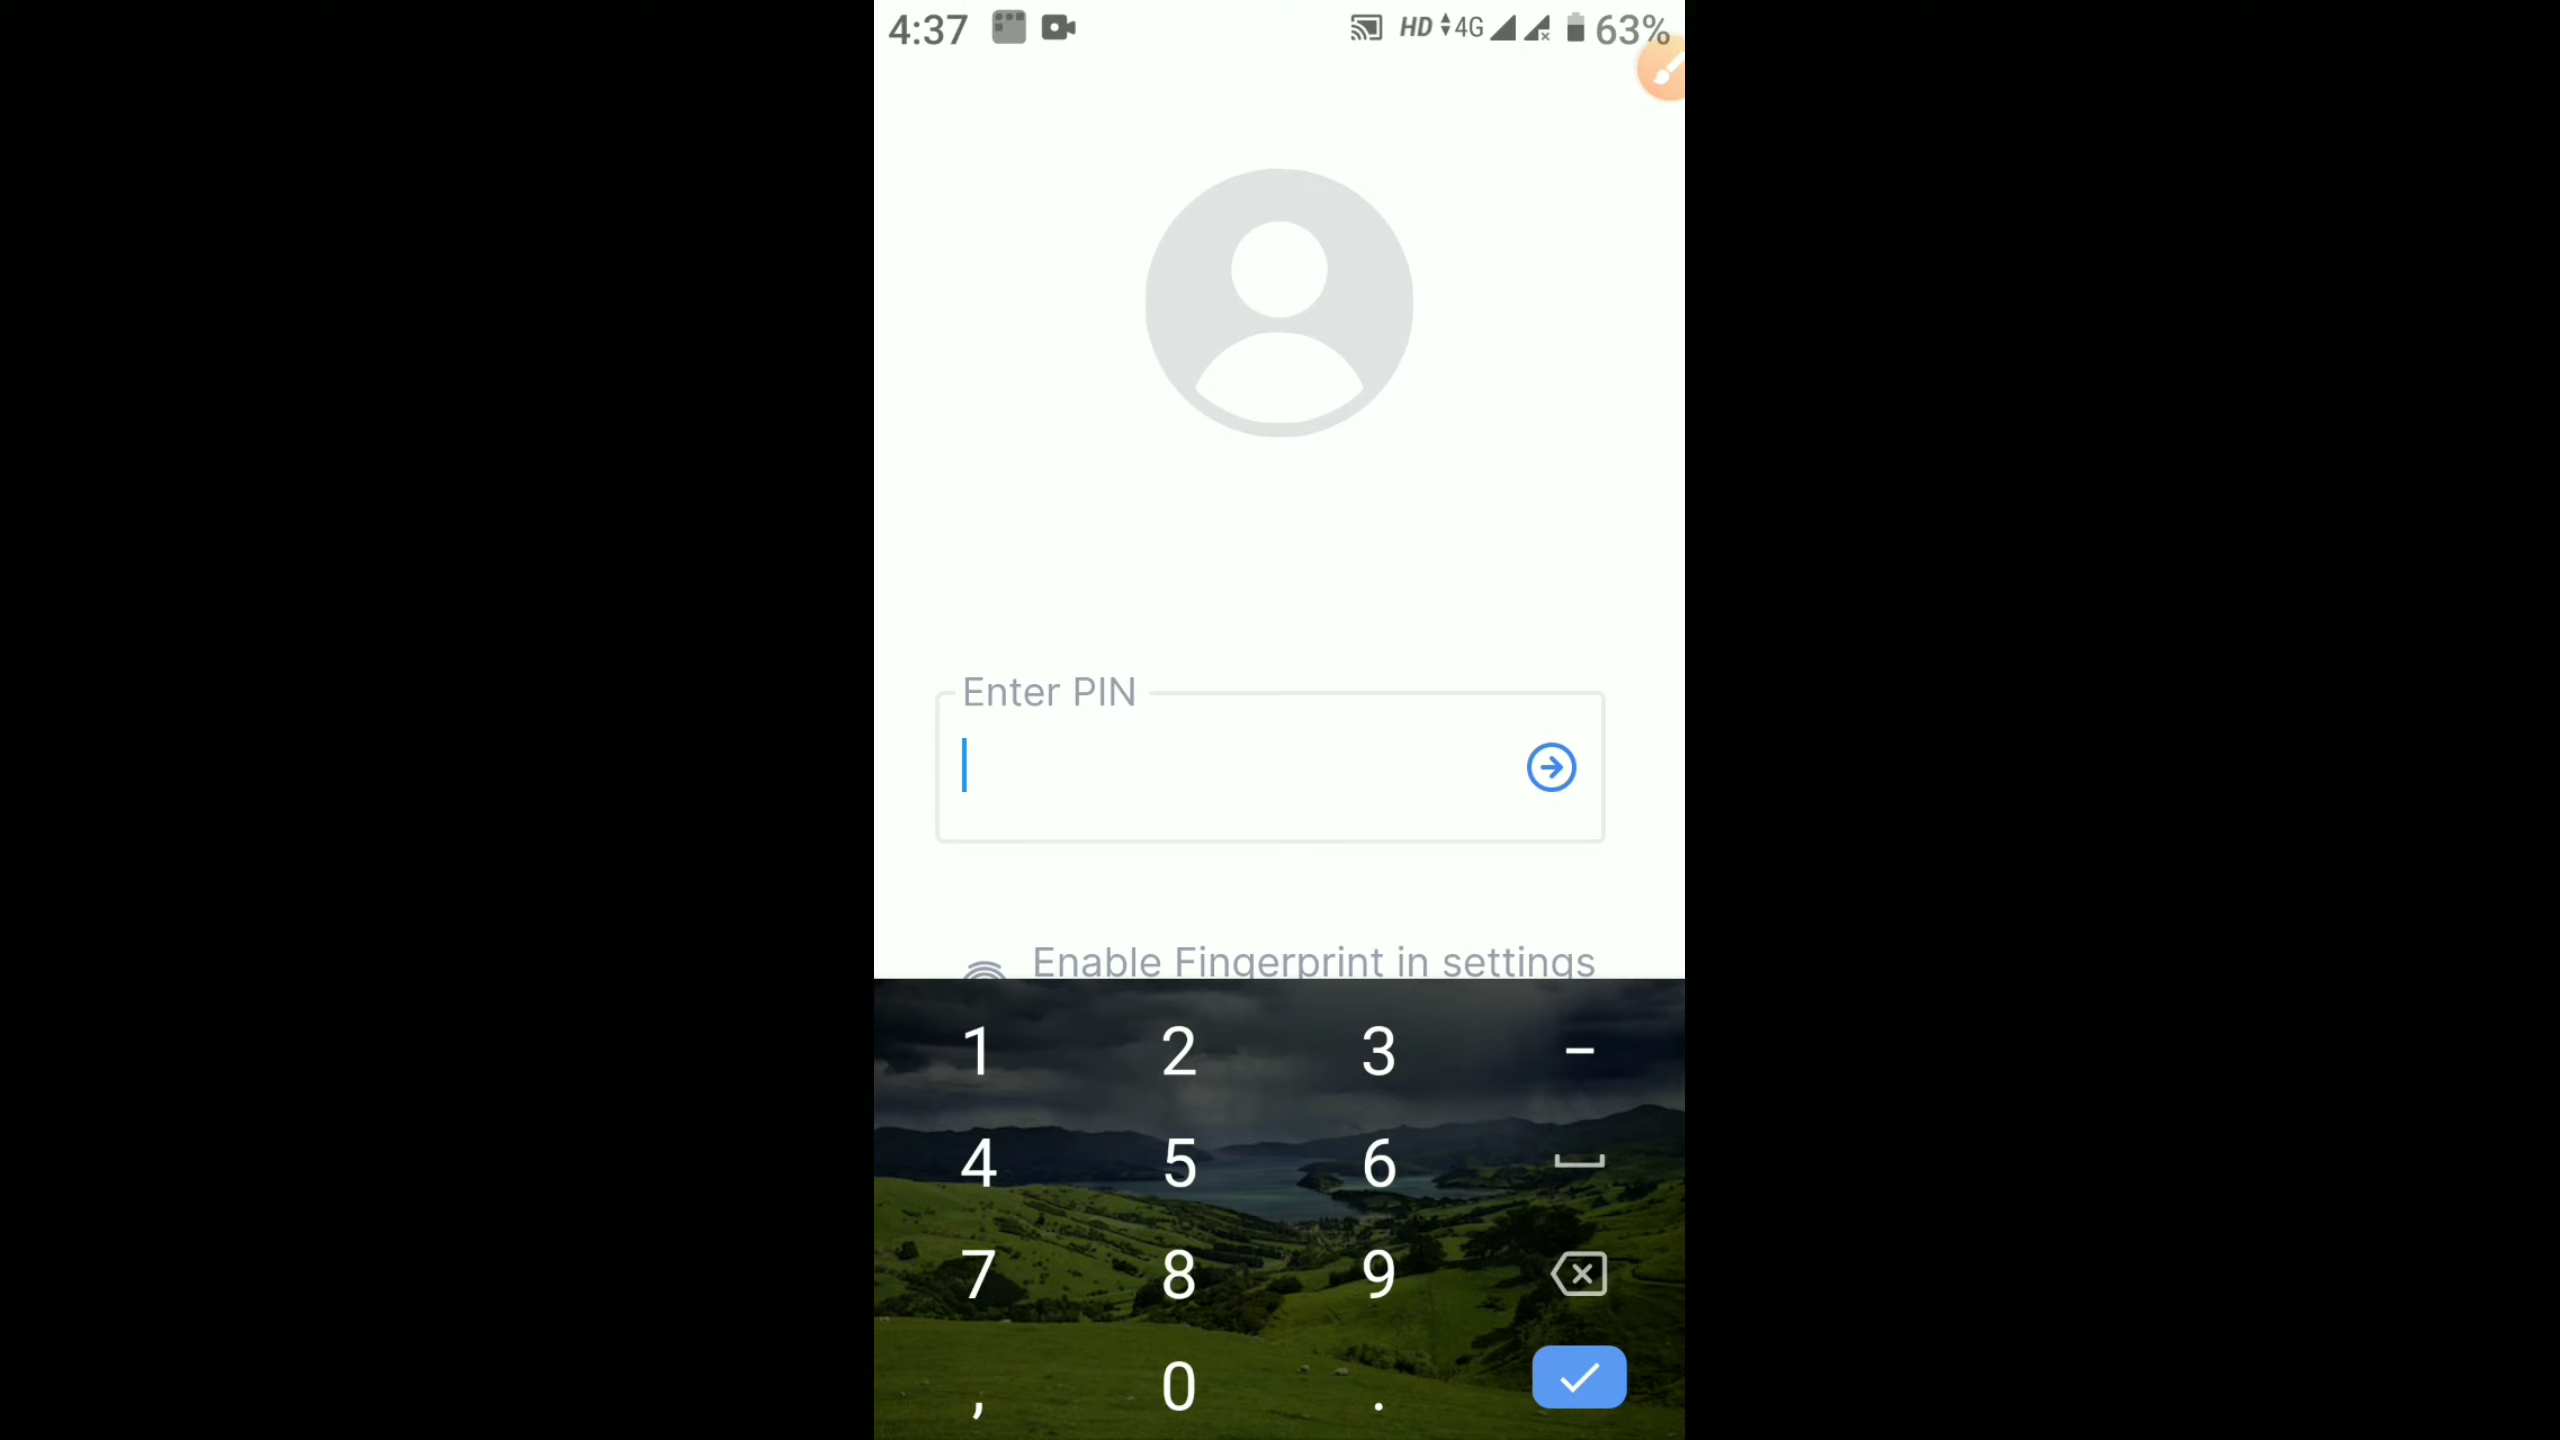 4:37 HD 4G 63%
Enter PIN
Enable Fingerprint in settings
1 2 3 -
4 5 6
7 8 9
, 0 .